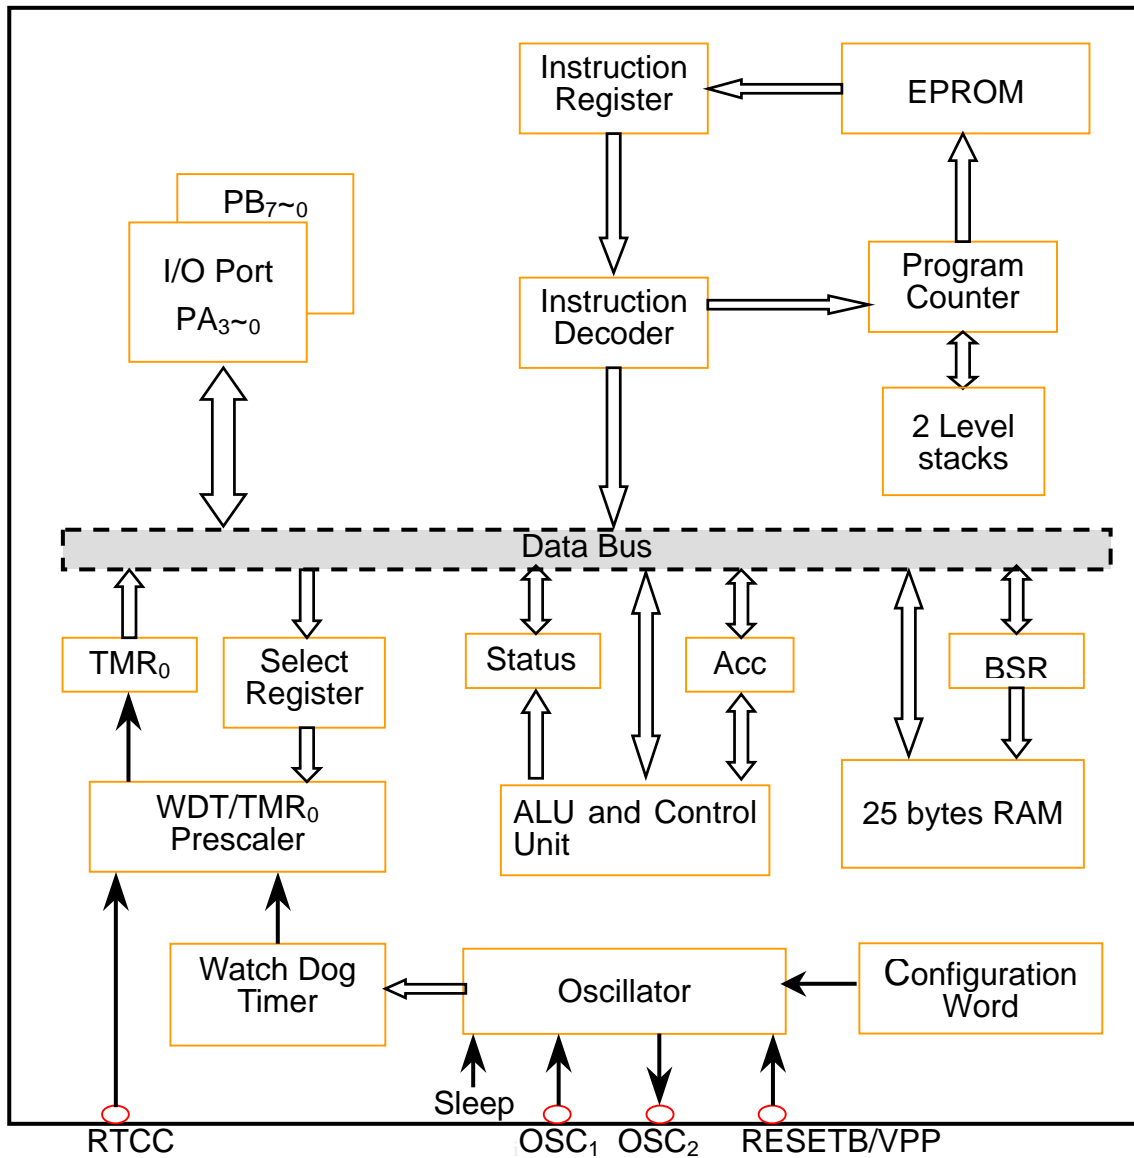 Instruction
Register
EPROM
PB7~0
I/O Port
PA3~0
Instruction
Decoder
Program
Counter
2 Level
stacks
Data Bus
TMR0
Select
Register
Status
Acc
BSR
WDT/TMR0
Prescaler
ALU and Control
Unit
25 bytes RAM
Watch Dog
Timer
Oscillator
Configuration
Word
Sleep
RTCC
OSC1
OSC2
RESETB/VPP